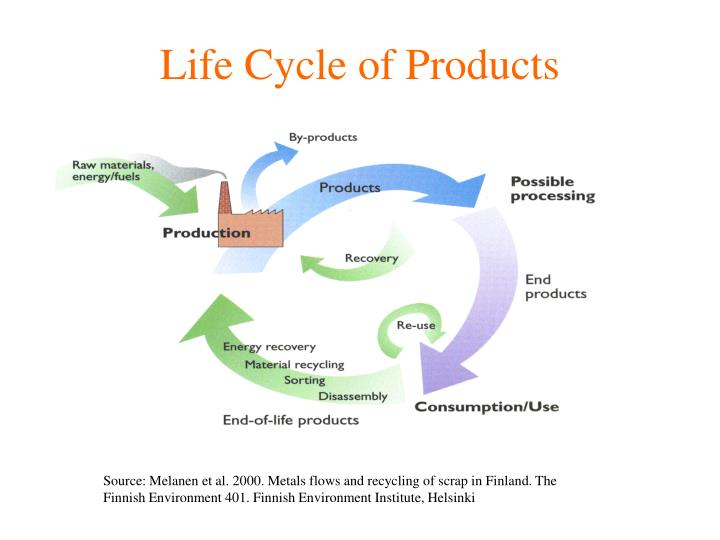 Life Cycle of Products
By-products
Raw materials,
energy/fuels
Products
Possible
processing
Production
Recovery
End
products
Re-use
Energy recovery
Material recycling
Sorting
Disassembly
Consumption/Use
End-of-life products
Source: Melanen et al. 2000. Metals flows and recycling of scrap in Finland. The
Finnish Environment 401. Finnish Environment Institute, Helsinki